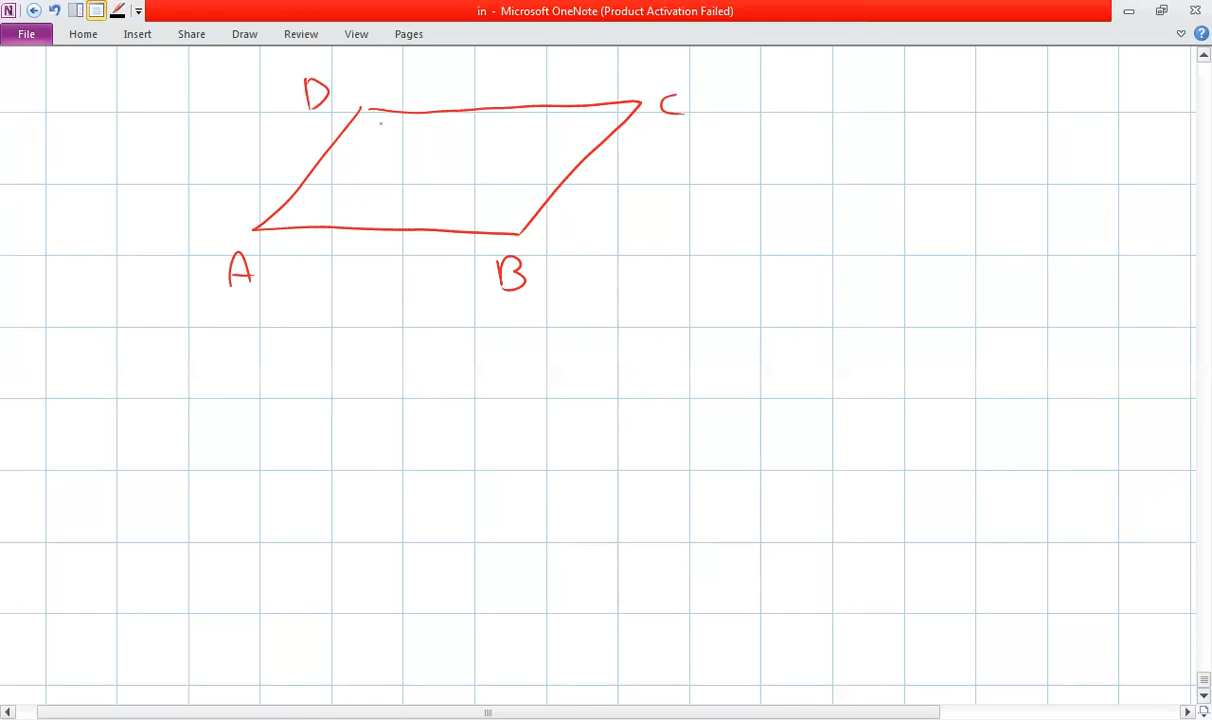 in - Microsoft OneNote (Product Activation Failed)
File Home Insert Share Draw Review View Pages
D C
A B